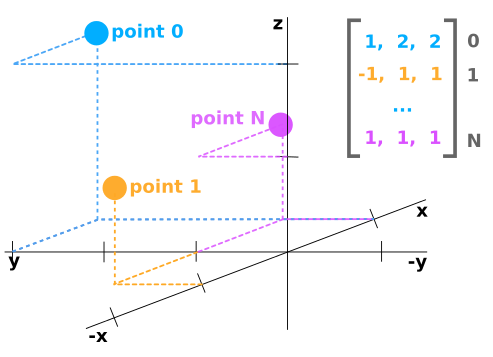 z
point 0
1, 2, 2 0
-1, 1, 1 1
...
1, 1, 1 N
point N
point 1
x
y
-y
-x